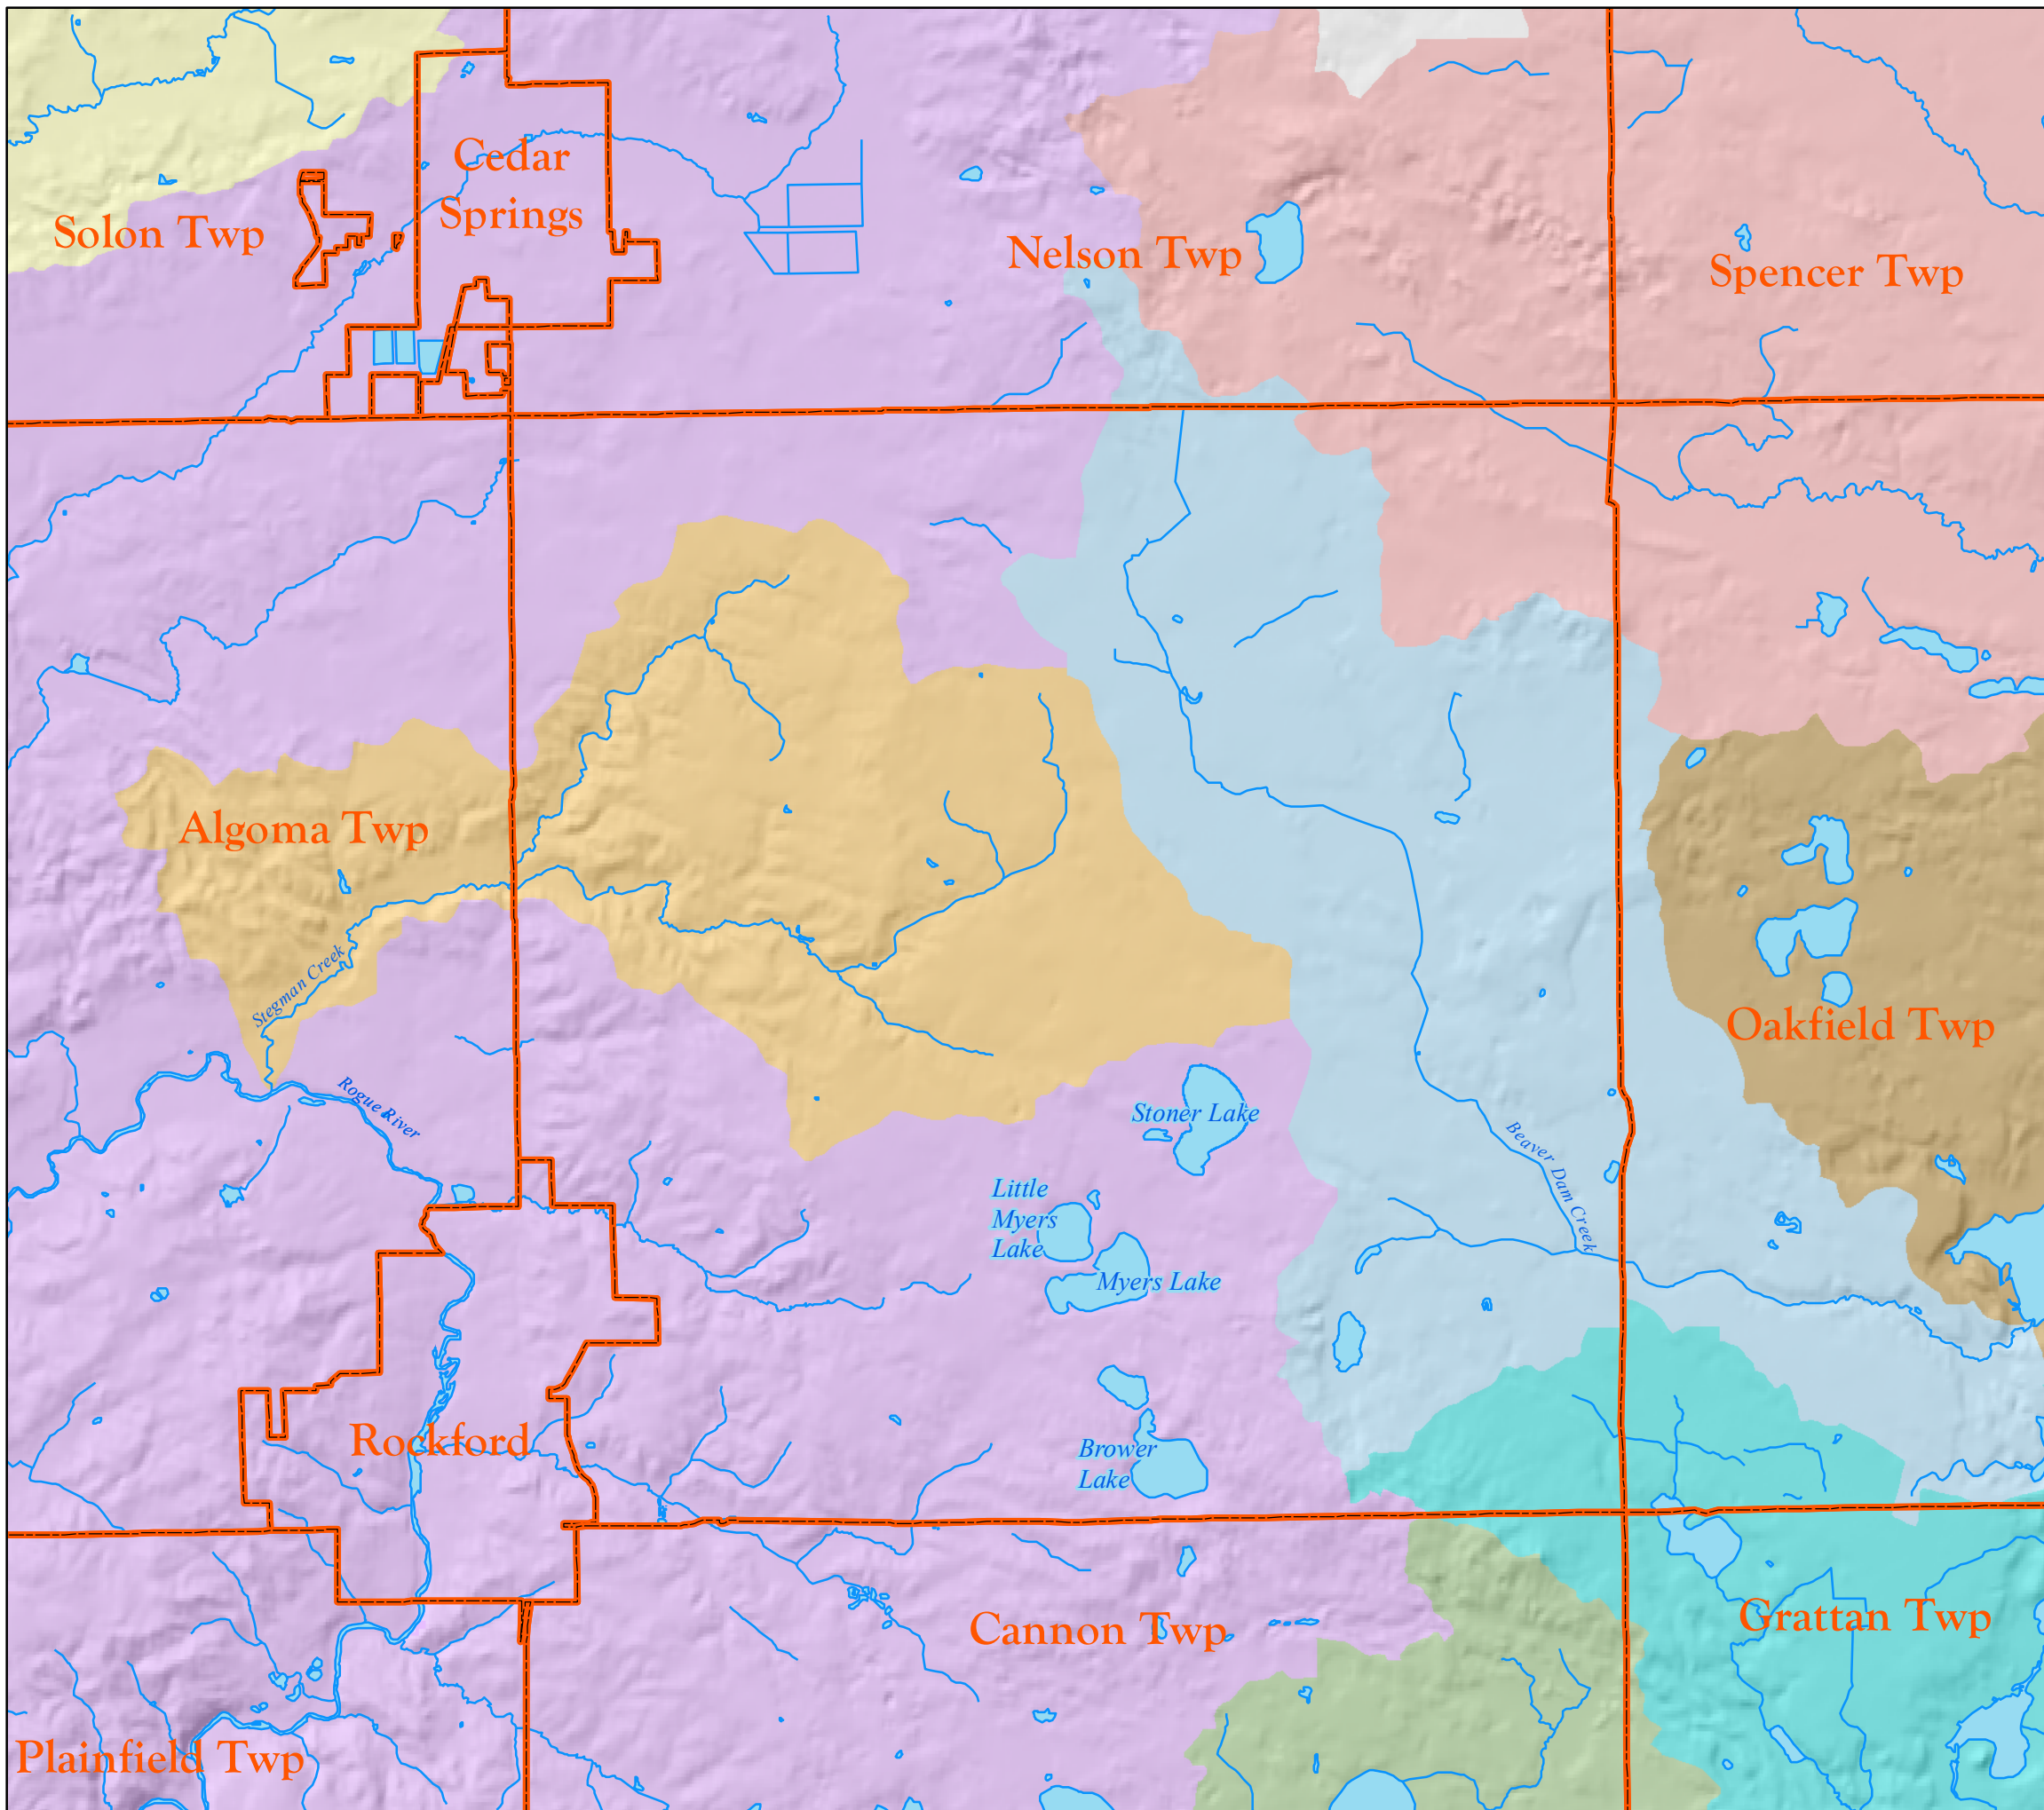 Cedar
Springs
Solon Twp
Nelson Twp
Spencer Twp
Algoma Twp
Stegman Creek
Oakfield Twp
Rogue River
Stoner Lake
Beaver Dam Creek
Little
Myers
Lake
Myers Lake
Rockford
Brower
Lake
Cannon Twp
Grattan Twp
Plainfield Twp